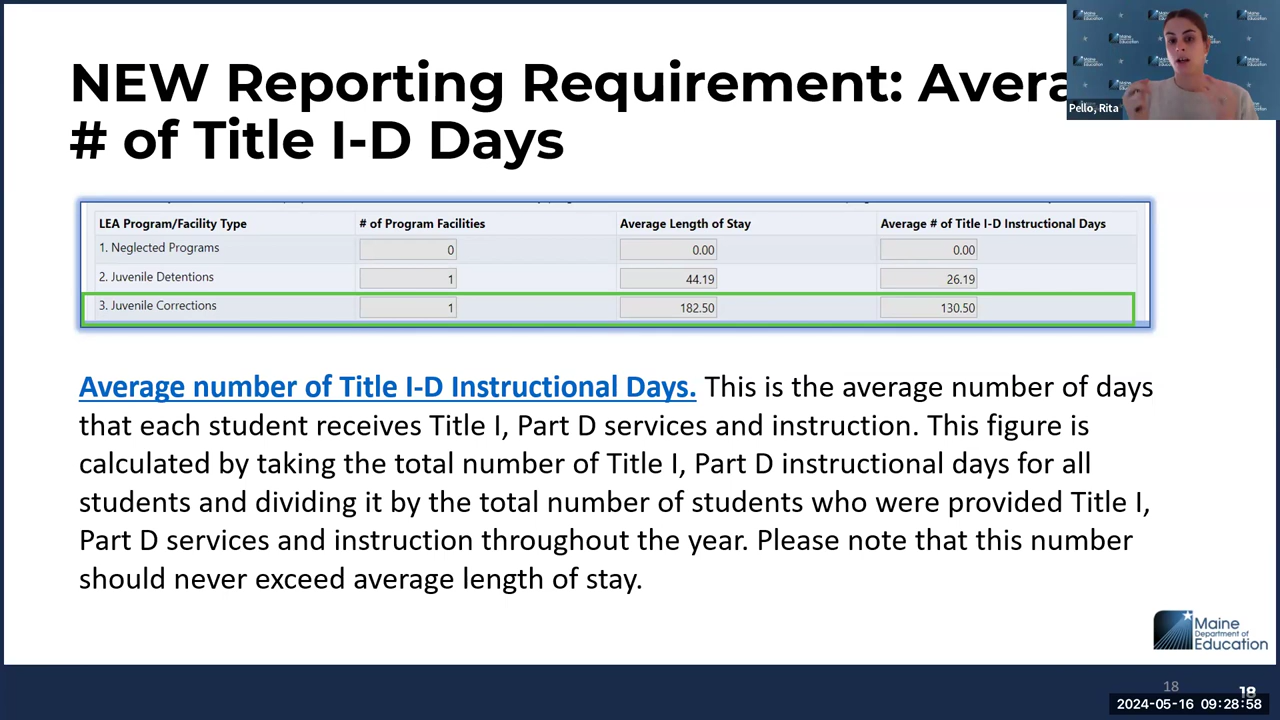 NEW Reporting Requirement: Avera
# of Title I-D Days
Maine
Department of
Education
Pello, Rita
LEA Program/Facility Type # of Program Facilities Average Length of Stay Average # of Title I-D Instructional Days
1. Neglected Programs 0 0.00 0.00
2. Juvenile Detentions 1 44.19 26.19
3. Juvenile Corrections 1 182.50 130.50
Average number of Title I-D Instructional Days. This is the average number of days
that each student receives Title I, Part D services and instruction. This figure is
calculated by taking the total number of Title I, Part D instructional days for all
students and dividing it by the total number of students who were provided Title I,
Part D services and instruction throughout the year. Please note that this number
should never exceed average length of stay.
Maine
Department of
Education
18
18
2024-05-16 09:28:58